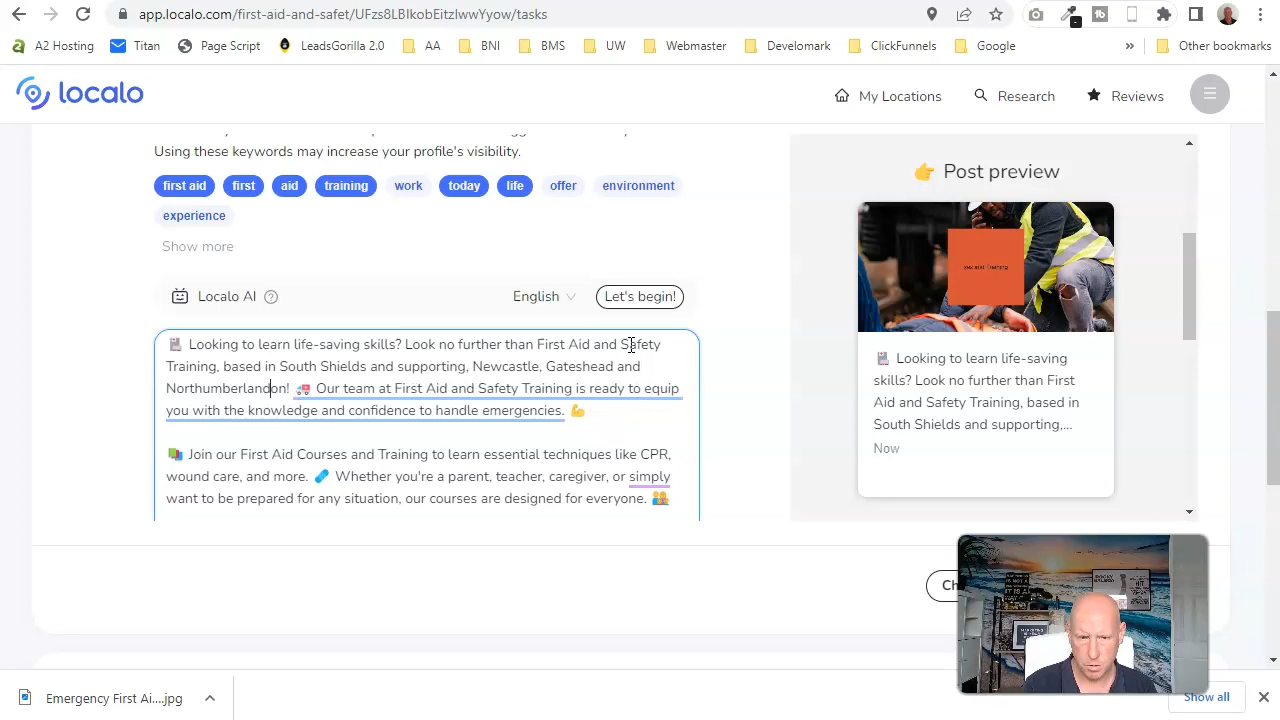 app.localo.com/first-aid-and-safet/UFzs8LBIkobEitzIwwYyow/tasks
A2 Hosting Titan Page Script LeadsGorilla 2.0 AA BNI BMS UW Webmaster Develomark ClickFunnels Google » Other bookmarks
localo My Locations Research Reviews
Using these keywords may increase your profile's visibility.
first aid first aid training work today life offer environment
experience
Show more
Localo AI English Let's begin!
Looking to learn life-saving skills? Look no further than First Aid and Safety
Training, based in South Shields and supporting, Newcastle, Gateshead and
Northumberlandon! 🚑 Our team at First Aid and Safety Training is ready to equip
you with the knowledge and confidence to handle emergencies. 💪
📚 Join our First Aid Courses and Training to learn essential techniques like CPR,
wound care, and more. 🩹 Whether you're a parent, teacher, caregiver, or simply
want to be prepared for any situation, our courses are designed for everyone. 👥
👉 Post preview
and Training
Looking to learn life-saving
skills? Look no further than First
Aid and Safety Training, based in
South Shields and supporting,...
Now
Ch
Emergency First Ai....jpg
Show all